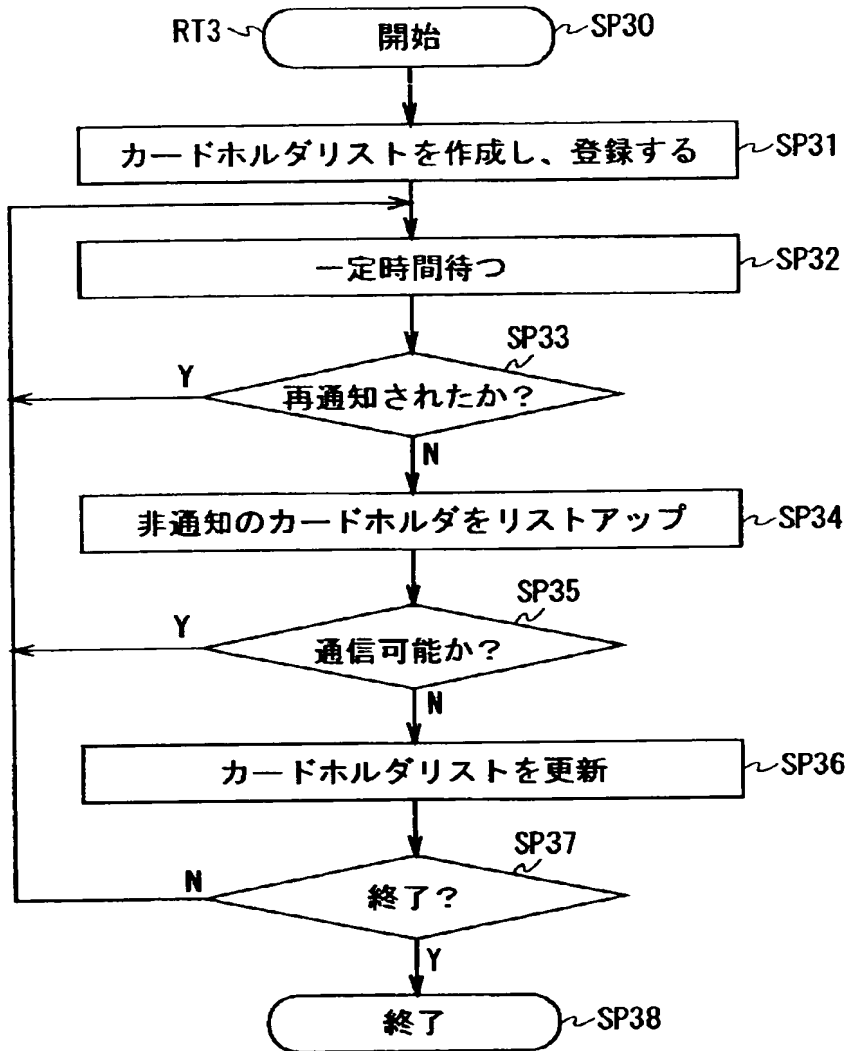 RT3
開始
SP30
カードホルダリストを作成し、登録する
SP31
一定時間待つ
SP32
SP33
Y
再通知されたか?
N
非通知のカードホルダをリストアップ
SP34
SP35
Y
通信可能か?
N
カードホルダリストを更新
SP36
SP37
N
終了?
Y
終了
SP38